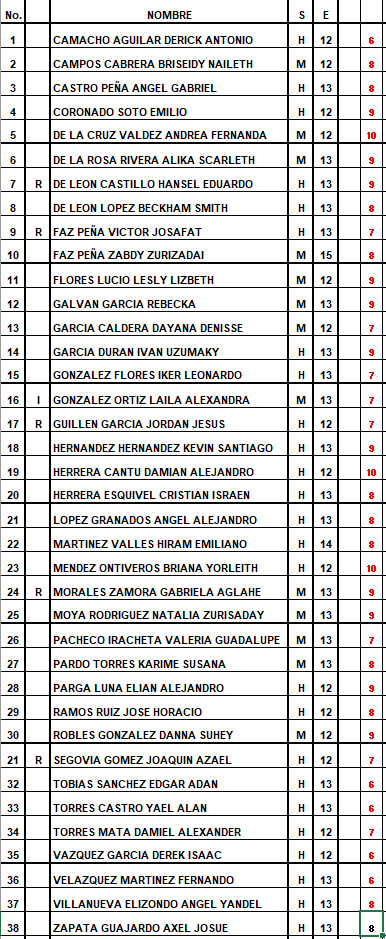 No. NOMBRE S E
1 CAMACHO AGUILAR DERICK ANTONIO H 12 6
2 CAMPOS CABRERA BRISEIDY NAILETH M 12 8
3 CASTRO PEÑA ANGEL GABRIEL H 13 8
4 CORONADO SOTO EMILIO H 12 9
5 DE LA CRUZ VALDEZ ANDREA FERNANDA M 12 10
6 DE LA ROSA RIVERA ALIKA SCARLETH M 13 9
7 R DE LEON CASTILLO HANSEL EDUARDO H 13 9
8 DE LEON LOPEZ BECKHAM SMITH H 13 8
9 R FAZ PEÑA VICTOR JOSAFAT H 13 7
10 FAZ PEÑA ZABDY ZURIZADAI M 15 8
11 FLORES LUCIO LESLY LIZBETH M 12 9
12 GALVAN GARCIA REBECKA M 13 9
13 GARCIA CALDERA DAYANA DENISSE M 12 7
14 GARCIA DURAN IVAN UZUMAKY H 13 9
15 GONZALEZ FLORES IKER LEONARDO H 13 7
16 I GONZALEZ ORTIZ LAILA ALEXANDRA M 13 7
17 R GUILLEN GARCIA JORDAN JESUS H 12 7
18 HERNANDEZ HERNANDEZ KEVIN SANTIAGO H 13 9
19 HERRERA CANTU DAMIAN ALEJANDRO H 12 10
20 HERRERA ESQUIVEL CRISTIAN ISRAEN H 13 8
21 LOPEZ GRANADOS ANGEL ALEJANDRO H 13 8
22 MARTINEZ VALLES HIRAM EMILIANO H 14 8
23 MENDEZ ONTIVEROS BRIANA YORLEITH H 12 10
24 R MORALES ZAMORA GABRIELA AGLAHE M 13 9
25 MOYA RODRIGUEZ NATALIA ZURISADAY M 13 9
26 PACHECO IRACHETA VALERIA GUADALUPE M 13 7
27 PARDO TORRES KARIME SUSANA M 13 8
28 PARGA LUNA ELIAN ALEJANDRO H 12 9
29 RAMOS RUIZ JOSE HORACIO H 12 8
30 ROBLES GONZALEZ DANNA SUHEY M 12 9
21 R SEGOVIA GOMEZ JOAQUIN AZAEL H 12 7
32 TOBIAS SANCHEZ EDGAR ADAN H 13 6
33 TORRES CASTRO YAEL ALAN H 13 6
34 TORRES MATA DAMIEL ALEXANDER H 12 7
35 VAZQUEZ GARCIA DEREK ISAAC H 12 6
36 VELAZQUEZ MARTINEZ FERNANDO H 13 6
37 VILLANUEVA ELIZONDO ANGEL YANDEL H 13 8
38 ZAPATA GUAJARDO AXEL JOSUE H 13 8